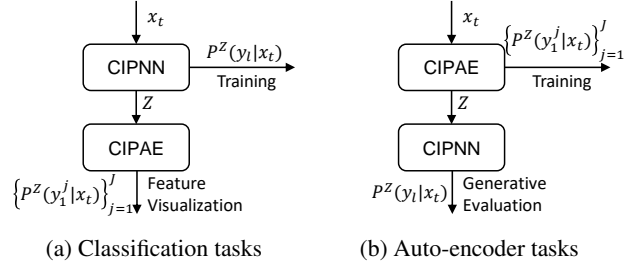 x_t
CIPNN
P^Z(y_l|x_t)
Training
Z
CIPAE
{P^Z(y_1^j|x_t)}_{j=1}^J
Feature
Visualization
(a) Classification tasks
x_t
CIPAE
{P^Z(y_1^j|x_t)}_{j=1}^J
Training
Z
CIPNN
P^Z(y_l|x_t)
Generative
Evaluation
(b) Auto-encoder tasks